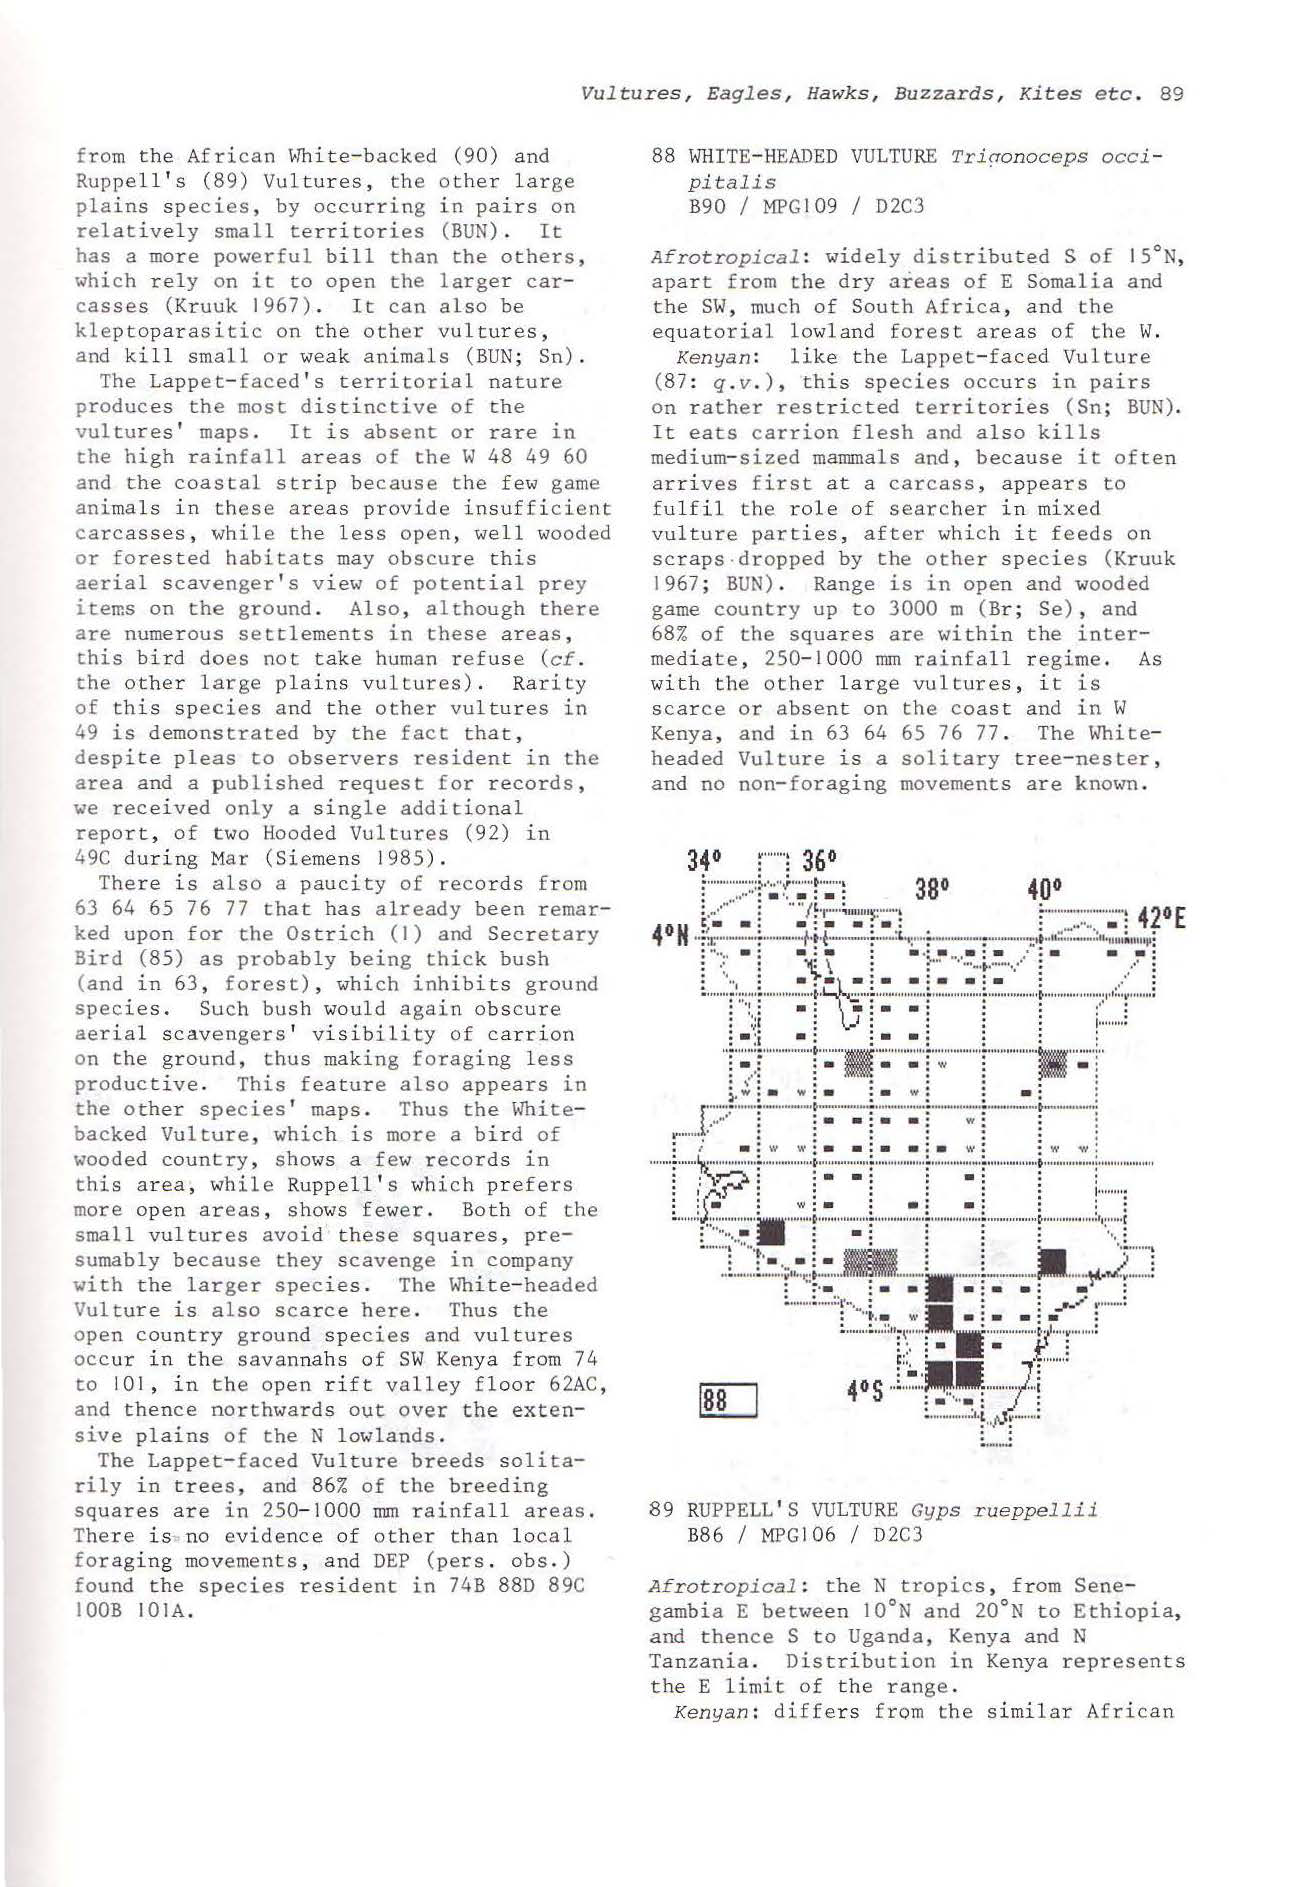 Vultures, Eagles, Hawks, Buzzards, Kites etc. 89
from the African White-backed (90) and
Ruppell's (89) Vultures, the other large
plains species, by occurring in pairs on
relatively small territories (BUN). It
has a more powerful bill than the others,
which rely on it to open the larger car-
casses (Kruuk 1967). It can also be
kleptoparasitic on the other vultures,
and kill small or weak animals (BUN; Sn).
The Lappet-faced's territorial nature
produces the most distinctive of the
vultures' maps. It is absent or rare in
the high rainfall areas of the W 48 49 60
and the coastal strip because the few game
animals in these areas provide insufficient
carcasses, while the less open, well wooded
or forested habitats may obscure this
aerial scavenger's view of potential prey
items on the ground. Also, although there
are numerous settlements in these areas,
this bird does not take human refuse (cf.
the other large plains vultures). Rarity
of this species and the other vultures in
49 is demonstrated by the fact that,
despite pleas to observers resident in the
area and a published request for records,
we received only a single additional
report, of two Hooded Vultures (92) in
49C during Mar (Siemens 1985).
There is also a paucity of records from
63 64 65 76 77 that has already been remar-
ked upon for the Ostrich (1) and Secretary
Bird (85) as probably being thick bush
(and in 63, forest), which inhibits ground
species. Such bush would again obscure
aerial scavengers' visibility of carrion
on the ground, thus making foraging less
productive. This feature also appears in
the other species' maps. Thus the White-
backed Vulture, which is more a bird of
wooded country, shows a few records in
this area, while Ruppell's which prefers
more open areas, shows fewer. Both of the
small vultures avoid these squares, pre-
sumably because they scavenge in company
with the larger species. The White-headed
Vulture is also scarce here. Thus the
open country ground species and vultures
occur in the savannahs of SW Kenya from 74
to 101, in the open rift valley floor 62AC,
and thence northwards out over the exten-
sive plains of the N lowlands.
The Lappet-faced Vulture breeds solita-
rily in trees, and 86% of the breeding
squares are in 250-1000 mm rainfall areas.
There is no evidence of other than local
foraging movements, and DEP (pers. obs.)
found the species resident in 74B 88D 89C
100B 101A.
88 WHITE-HEADED VULTURE Trigonoceps occi-
pitalis
B90 / MPG109 / D2C3
Afrotropical: widely distributed S of 15°N,
apart from the dry areas of E Somalia and
the SW, much of South Africa, and the
equatorial lowland forest areas of the W.
Kenyan: like the Lappet-faced Vulture
(87: q.v.), this species occurs in pairs
on rather restricted territories (Sn; BUN).
It eats carrion flesh and also kills
medium-sized mammals and, because it often
arrives first at a carcass, appears to
fulfil the role of searcher in mixed
vulture parties, after which it feeds on
scraps dropped by the other species (Kruuk
1967; BUN). Range is in open and wooded
game country up to 3000 m (Br; Se), and
68% of the squares are within the inter-
mediate, 250-1000 mm rainfall regime. As
with the other large vultures, it is
scarce or absent on the coast and in W
Kenya, and in 63 64 65 76 77. The White-
headed Vulture is a solitary tree-nester,
and no non-foraging movements are known.
34° 36°
38° 40°
4°N 42°E
w
w w w
w
w w w w w
w
w
4°S
88
89 RUPPELL'S VULTURE Gyps rueppellii
B86 / MPG106 / D2C3
Afrotropical: the N tropics, from Sene-
gambia E between 10°N and 20°N to Ethiopia,
and thence S to Uganda, Kenya and N
Tanzania. Distribution in Kenya represents
the E limit of the range.
Kenyan: differs from the similar African